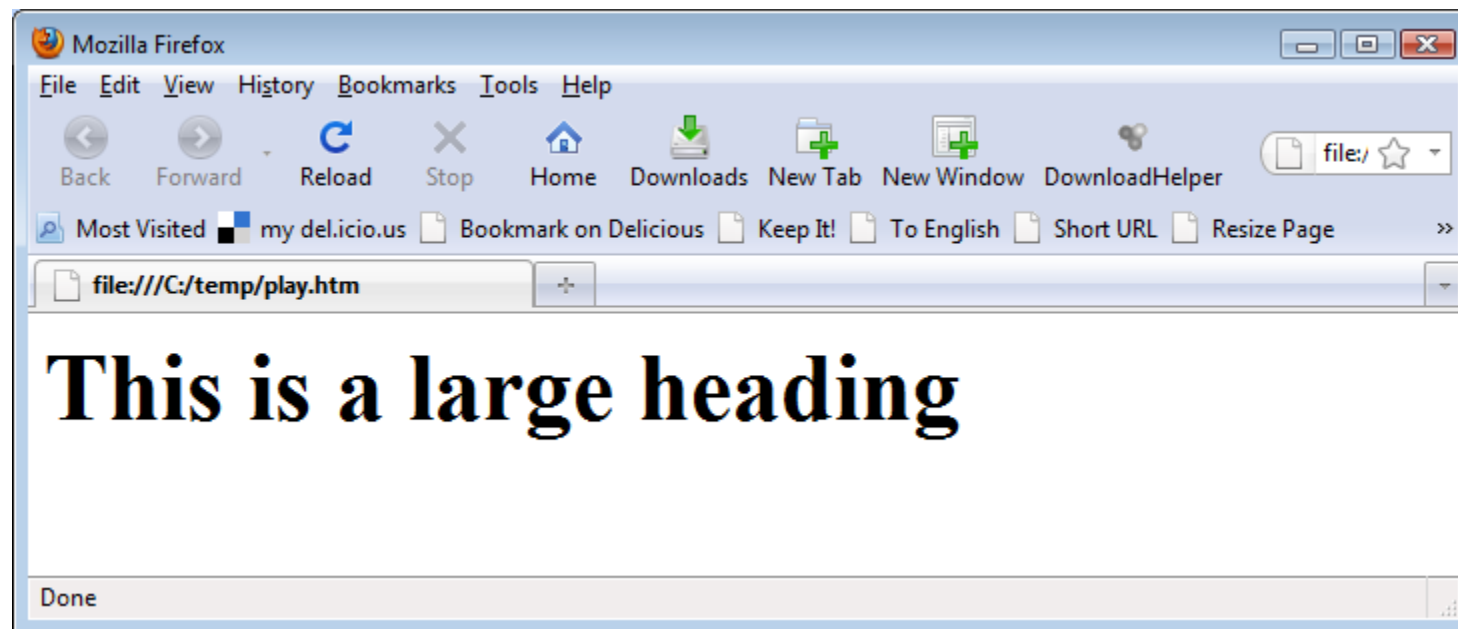 Mozilla Firefox
File Edit View History Bookmarks Tools Help
Back Forward Reload Stop Home Downloads New Tab New Window DownloadHelper file:/
Most Visited my del.icio.us Bookmark on Delicious Keep It! To English Short URL Resize Page »
file:///C:/temp/play.htm
This is a large heading
Done